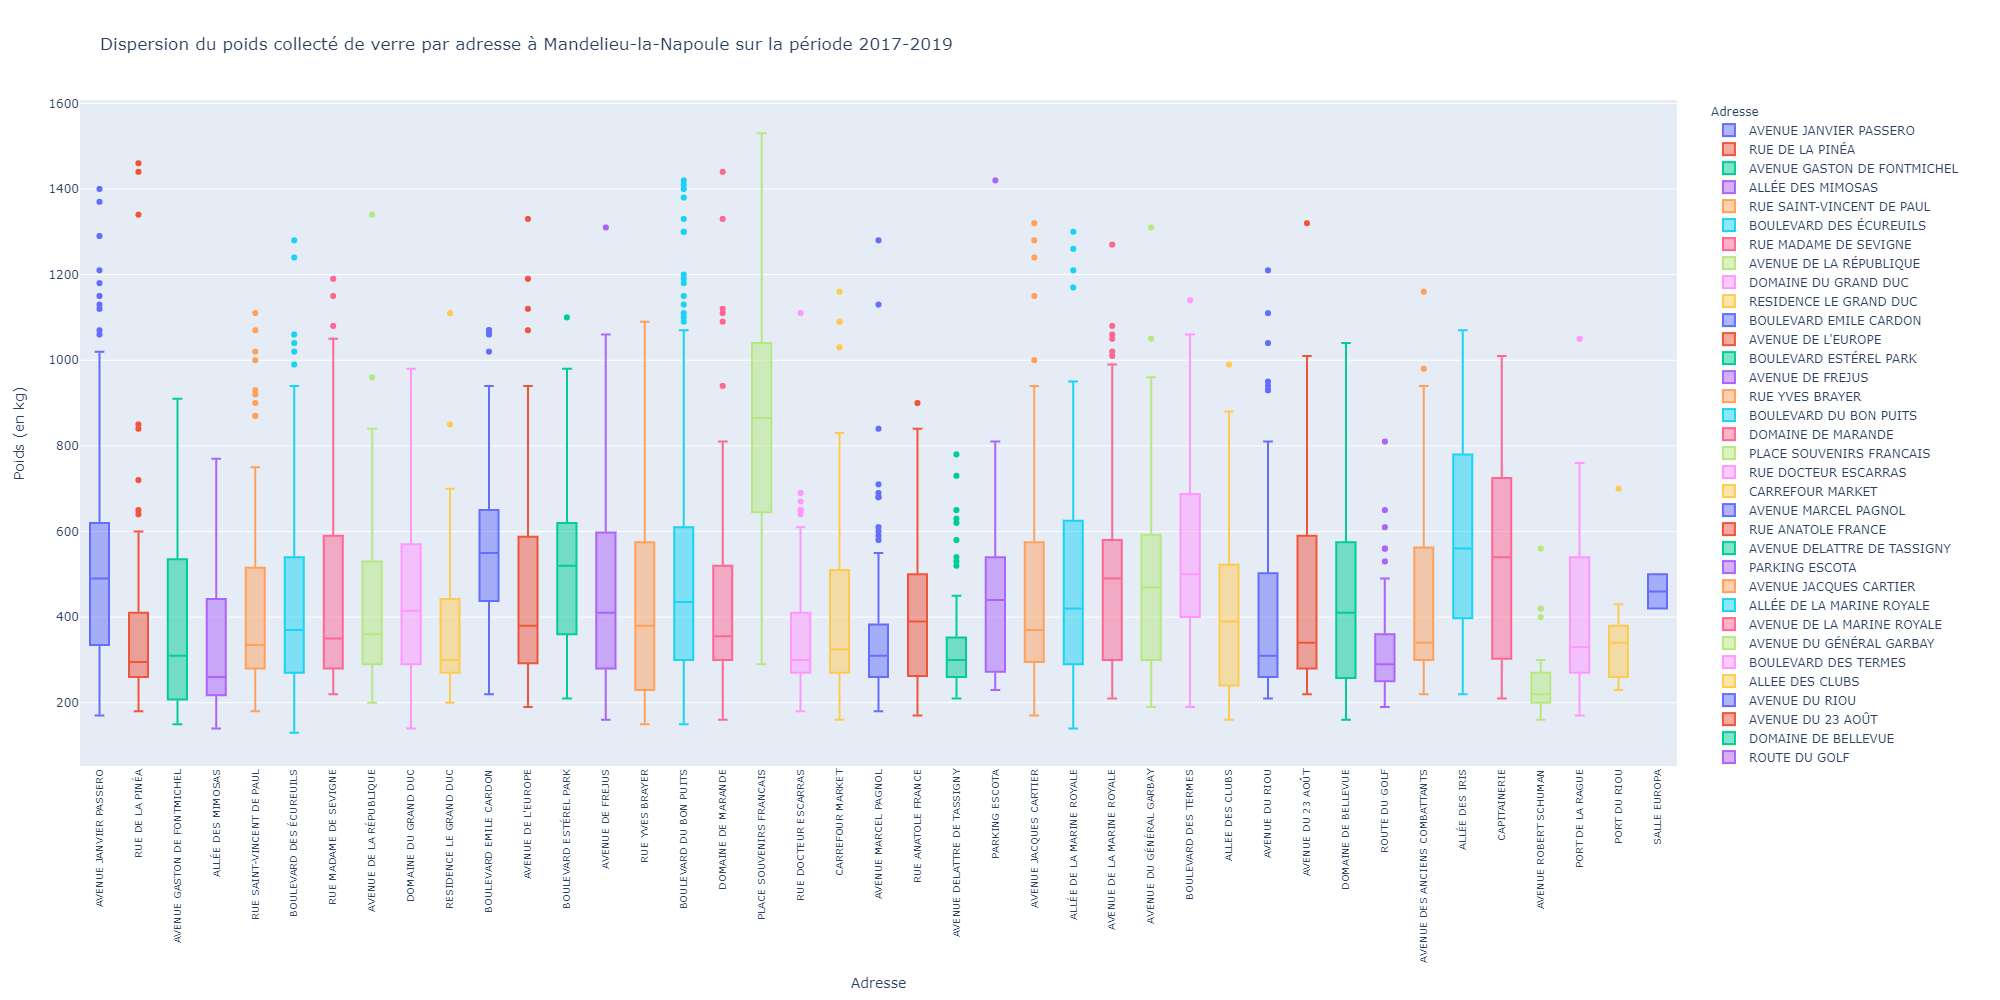 Dispersion du poids collecté de verre par adresse à Mandelieu-la-Napoule sur la période 2017-2019
Poids (en kg)
1600
1400
1200
1000
800
600
400
200
AVENUE JANVIER PASSERO
RUE DE LA PINÉA
AVENUE GASTON DE FONTMICHEL
ALLÉE DES MIMOSAS
RUE SAINT-VINCENT DE PAUL
BOULEVARD DES ÉCUREUILS
RUE MADAME DE SEVIGNE
AVENUE DE LA RÉPUBLIQUE
DOMAINE DU GRAND DUC
RESIDENCE LE GRAND DUC
BOULEVARD EMILE CARDON
AVENUE DE L'EUROPE
BOULEVARD ESTÉREL PARK
AVENUE DE FREJUS
RUE YVES BRAYER
BOULEVARD DU BON PUITS
DOMAINE DE MARANDE
PLACE SOUVENIRS FRANCAIS
RUE DOCTEUR ESCARRAS
CARREFOUR MARKET
AVENUE MARCEL PAGNOL
RUE ANATOLE FRANCE
AVENUE DELATTRE DE TASSIGNY
PARKING ESCOTA
AVENUE JACQUES CARTIER
ALLÉE DE LA MARINE ROYALE
AVENUE DE LA MARINE ROYALE
AVENUE DU GÉNÉRAL GARBAY
BOULEVARD DES TERMES
ALLEE DES CLUBS
AVENUE DU RIOU
AVENUE DU 23 AOÛT
DOMAINE DE BELLEVUE
ROUTE DU GOLF
AVENUE DES ANCIENS COMBATTANTS
ALLÉE DES IRIS
CAPITAINERIE
AVENUE ROBERT SCHUMAN
PORT DE LA RAGUE
PORT DU RIOU
SALLE EUROPA
Adresse
Adresse
AVENUE JANVIER PASSERO
RUE DE LA PINÉA
AVENUE GASTON DE FONTMICHEL
ALLÉE DES MIMOSAS
RUE SAINT-VINCENT DE PAUL
BOULEVARD DES ÉCUREUILS
RUE MADAME DE SEVIGNE
AVENUE DE LA RÉPUBLIQUE
DOMAINE DU GRAND DUC
RESIDENCE LE GRAND DUC
BOULEVARD EMILE CARDON
AVENUE DE L'EUROPE
BOULEVARD ESTÉREL PARK
AVENUE DE FREJUS
RUE YVES BRAYER
BOULEVARD DU BON PUITS
DOMAINE DE MARANDE
PLACE SOUVENIRS FRANCAIS
RUE DOCTEUR ESCARRAS
CARREFOUR MARKET
AVENUE MARCEL PAGNOL
RUE ANATOLE FRANCE
AVENUE DELATTRE DE TASSIGNY
PARKING ESCOTA
AVENUE JACQUES CARTIER
ALLÉE DE LA MARINE ROYALE
AVENUE DE LA MARINE ROYALE
AVENUE DU GÉNÉRAL GARBAY
BOULEVARD DES TERMES
ALLEE DES CLUBS
AVENUE DU RIOU
AVENUE DU 23 AOÛT
DOMAINE DE BELLEVUE
ROUTE DU GOLF